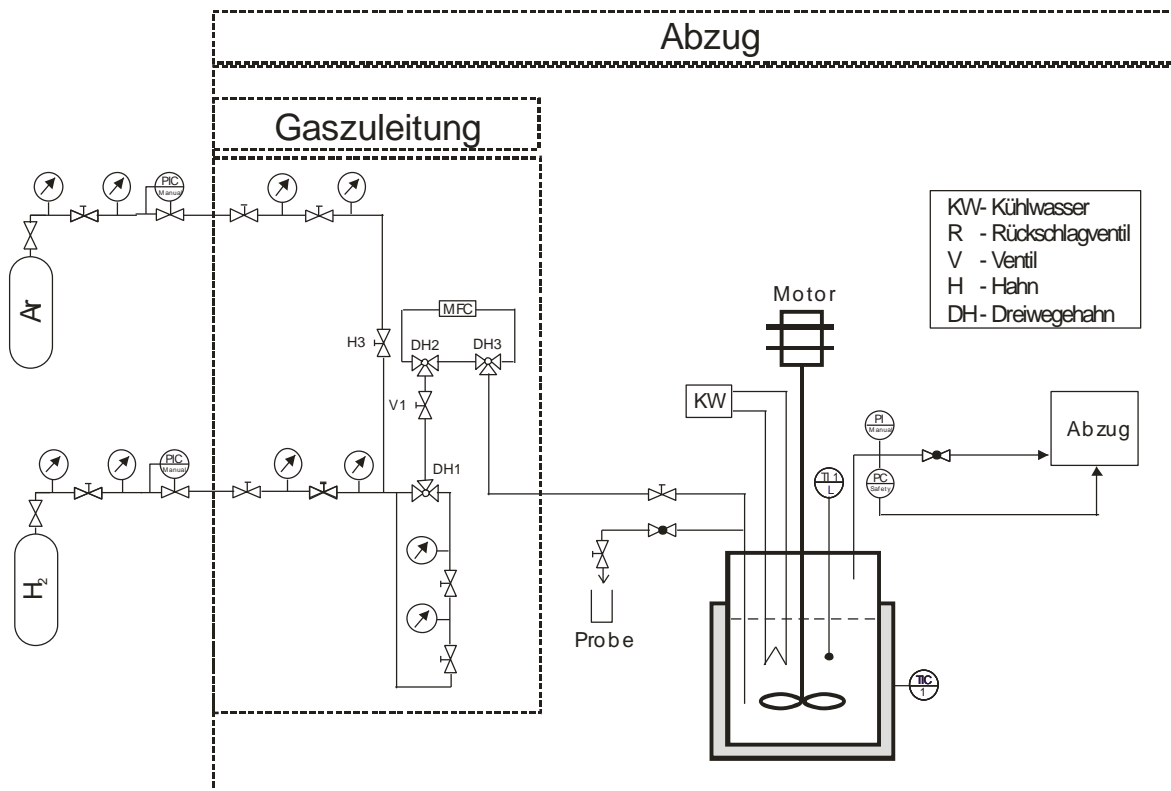 Abzug
Gaszuleitung
PIC
Manual
Ar
KW- Kühlwasser
R - Rückschlagventil
V - Ventil
H - Hahn
DH - Dreiwegehahn
Motor
MFC
H3
DH2
DH3
V1
KW
PI
Manual
Abzug
PIC
Manual
DH1
TI 1
L
PC
Safety
H2
Probe
TIC
1